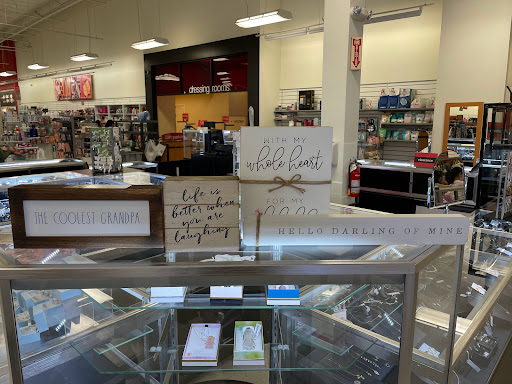 dressing rooms
WITH MY
whole heart
FOR MY
life is
better when
you are
laughing
THE COOLEST GRANDPA
HELLO DARLING OF MINE